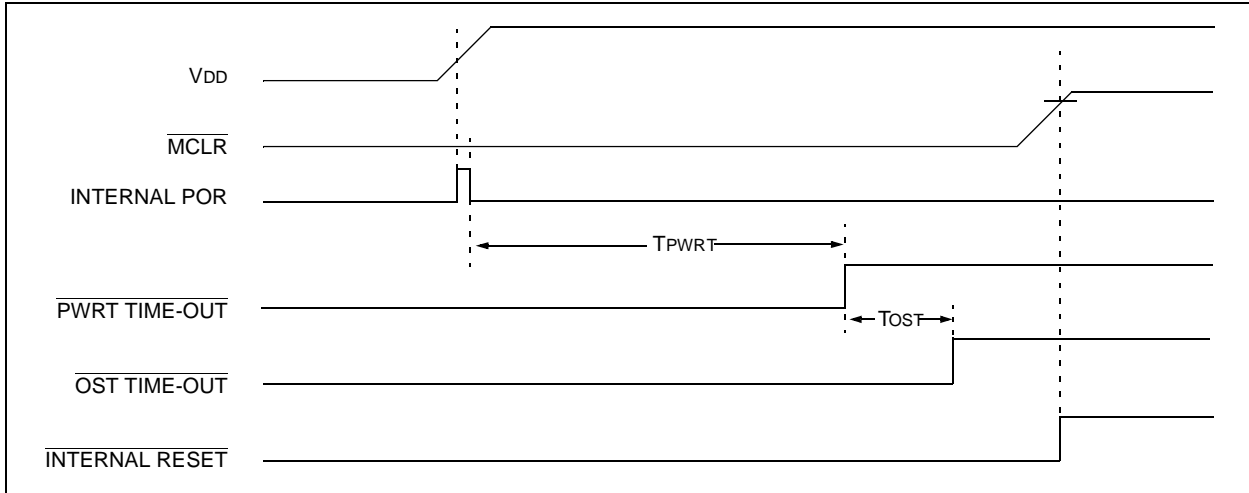 VDD
MCLR
INTERNAL POR
TPWRT
PWRT TIME-OUT
TOST
OST TIME-OUT
INTERNAL RESET